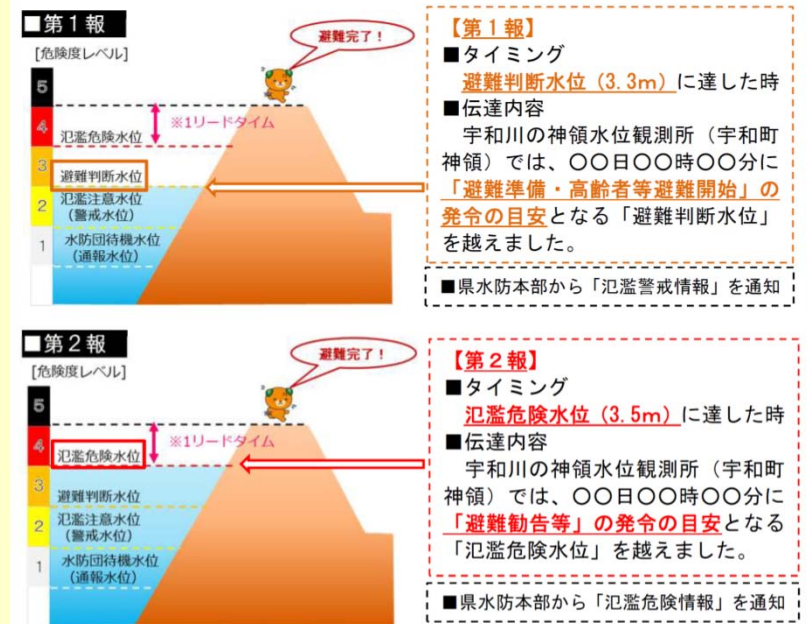 ■第１報
[危険度レベル]
避難完了！
5
4
※1リードタイム
氾濫危険水位
3
避難判断水位
2
氾濫注意水位
(警戒水位)
1
水防団待機水位
(通報水位)
【第１報】
■タイミング
避難判断水位（3.3m）に達した時
■伝達内容
宇和川の神領水位観測所（宇和町
神領）では、〇〇日〇〇時〇〇分に
「避難準備・高齢者等避難開始」の
発令の目安となる「避難判断水位」
を越えました。
■県水防本部から「氾濫警戒情報」を通知
■第２報
[危険度レベル]
避難完了！
5
4
※1リードタイム
氾濫危険水位
3
避難判断水位
2
氾濫注意水位
(警戒水位)
1
水防団待機水位
(通報水位)
【第２報】
■タイミング
氾濫危険水位（3.5m）に達した時
■伝達内容
宇和川の神領水位観測所（宇和町
神領）では、〇〇日〇〇時〇〇分に
「避難勧告等」の発令の目安となる
「氾濫危険水位」を越えました。
■県水防本部から「氾濫危険情報」を通知